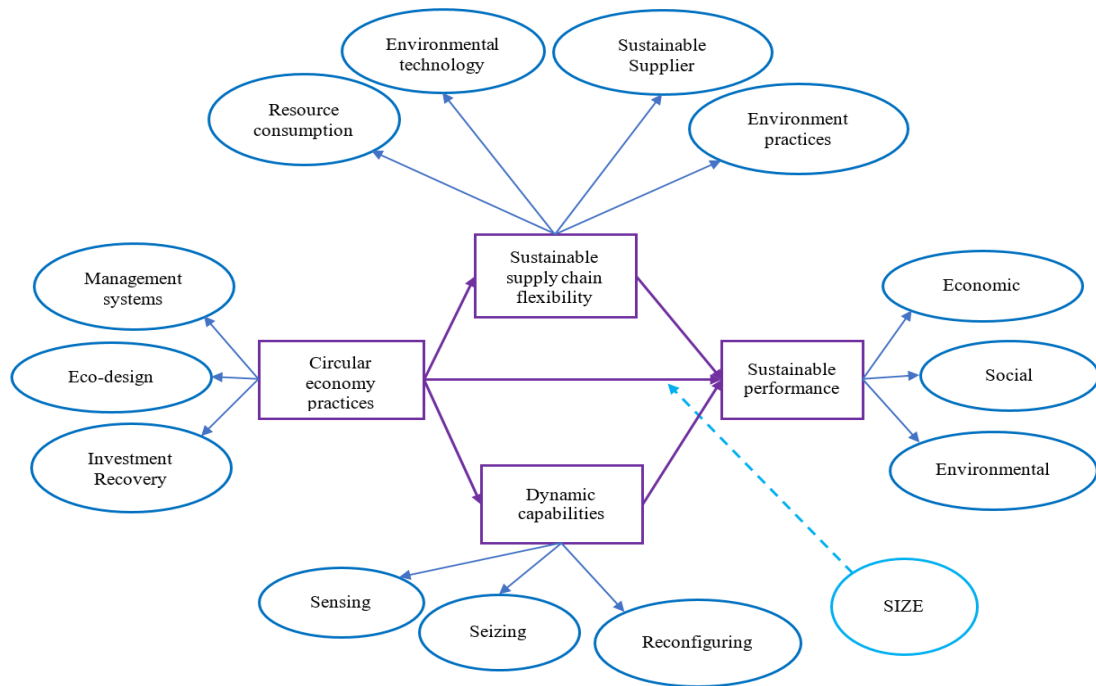 Environmental
technology
Sustainable
Supplier
Resource
consumption
Environment
practices
Sustainable
supply chain
flexibility
Management
systems
Economic
Eco-design
Circular
economy
practices
Sustainable
performance
Social
Investment
Recovery
Environmental
Dynamic
capabilities
Sensing
Seizing
Reconfiguring
SIZE